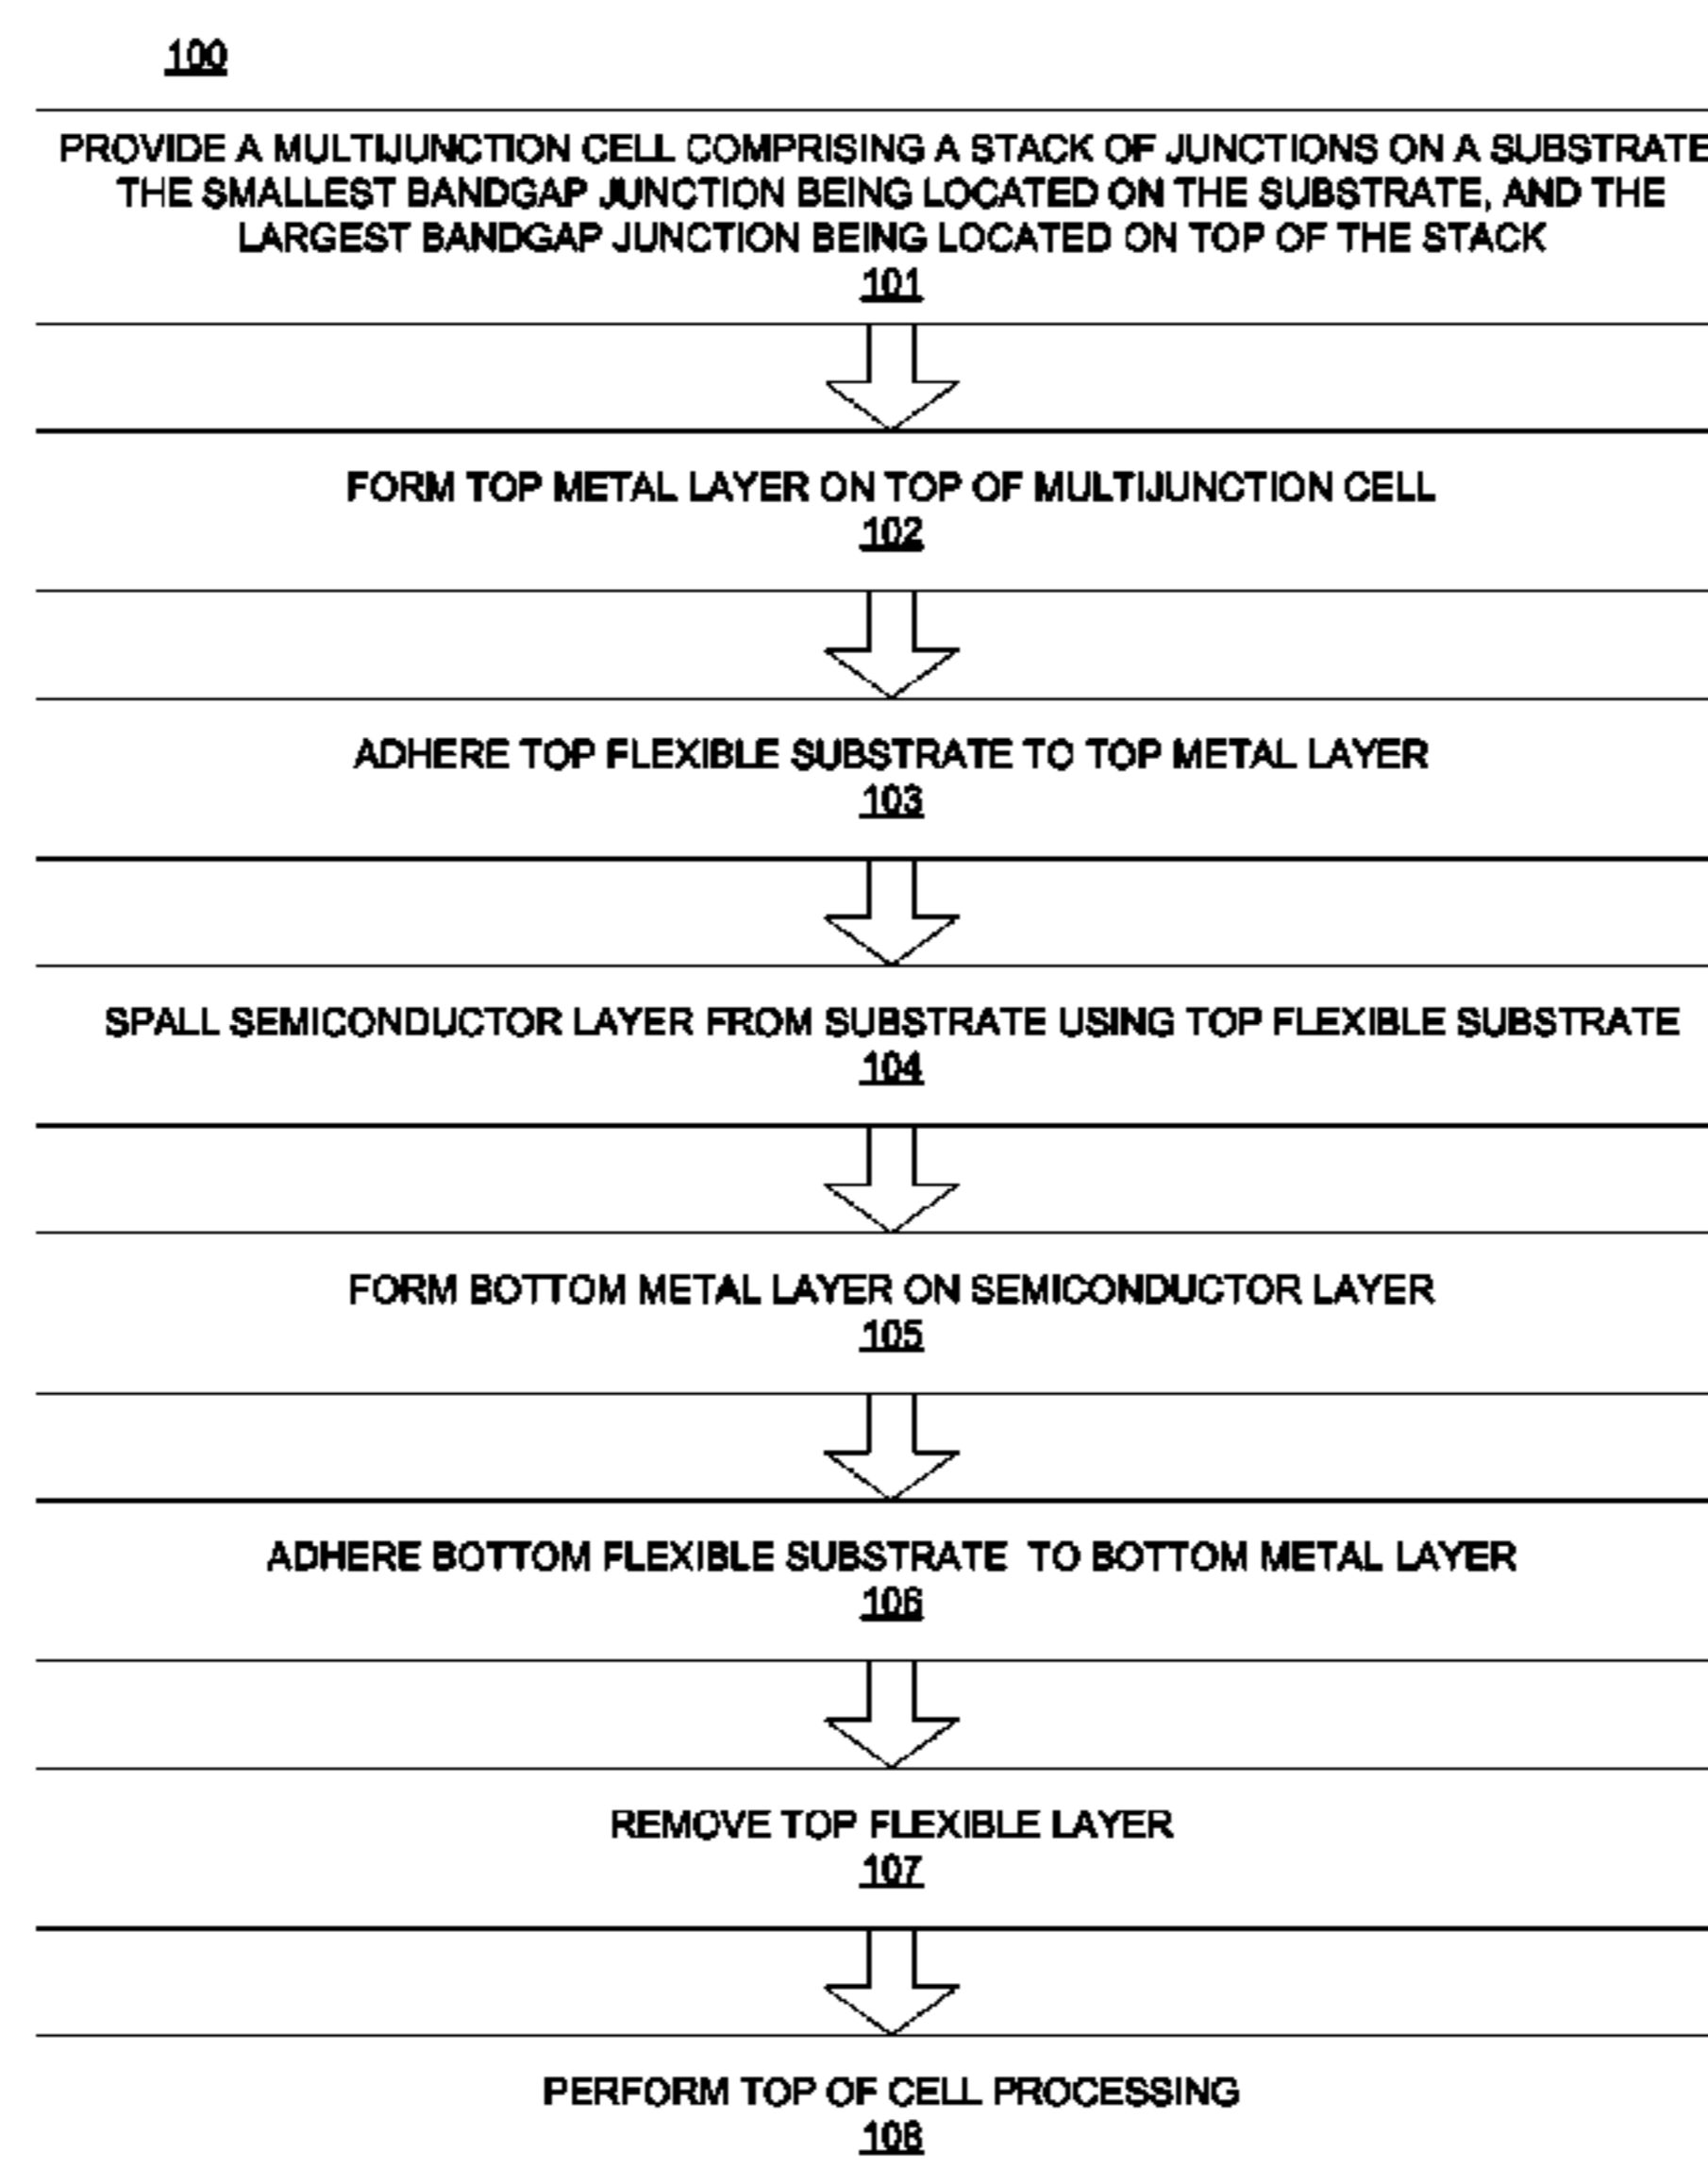 100
PROVIDE A MULTIJUNCTION CELL COMPRISING A STACK OF JUNCTIONS ON A SUBSTRATE
THE SMALLEST BANDGAP JUNCTION BEING LOCATED ON THE SUBSTRATE, AND THE
LARGEST BANDGAP JUNCTION BEING LOCATED ON TOP OF THE STACK
101
FORM TOP METAL LAYER ON TOP OF MULTIJUNCTION CELL
102
ADHERE TOP FLEXIBLE SUBSTRATE TO TOP METAL LAYER
103
SPALL SEMICONDUCTOR LAYER FROM SUBSTRATE USING TOP FLEXIBLE SUBSTRATE
104
FORM BOTTOM METAL LAYER ON SEMICONDUCTOR LAYER
105
ADHERE BOTTOM FLEXIBLE SUBSTRATE TO BOTTOM METAL LAYER
106
REMOVE TOP FLEXIBLE LAYER
107
PERFORM TOP OF CELL PROCESSING
108